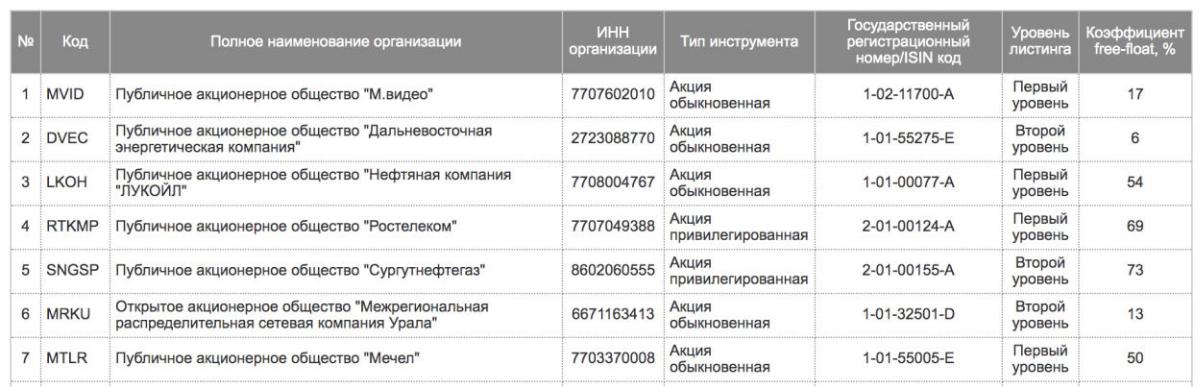 № Код Полное наименование организации ИНН организации Тип инструмента Государственный регистрационный номер/ISIN код Уровень листинга Коэффициент free-float, %
1 MVID Публичное акционерное общество "М.видео" 7707602010 Акция обыкновенная 1-02-11700-A Первый уровень 17
2 DVEC Публичное акционерное общество "Дальневосточная энергетическая компания" 2723088770 Акция обыкновенная 1-01-55275-E Второй уровень 6
3 LKOH Публичное акционерное общество "Нефтяная компания "ЛУКОЙЛ" 7708004767 Акция обыкновенная 1-01-00077-A Первый уровень 54
4 RTKMP Публичное акционерное общество "Ростелеком" 7707049388 Акция привилегированная 2-01-00124-A Первый уровень 69
5 SNGSP Публичное акционерное общество "Сургутнефтегаз" 8602060555 Акция привилегированная 2-01-00155-A Второй уровень 73
6 MRKU Открытое акционерное общество "Межрегиональная распределительная сетевая компания Урала" 6671163413 Акция обыкновенная 1-01-32501-D Второй уровень 13
7 MTLR Публичное акционерное общество "Мечел" 7703370008 Акция обыкновенная 1-01-55005-E Первый уровень 50